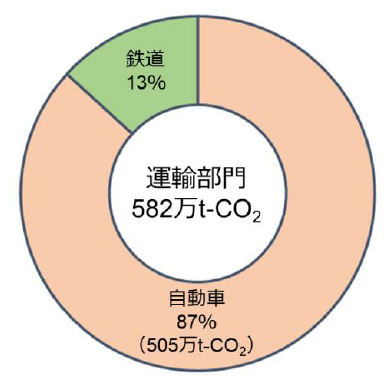 鉄道
13%
運輸部門
582万t-CO₂
自動車
87%
（505万t-CO₂）